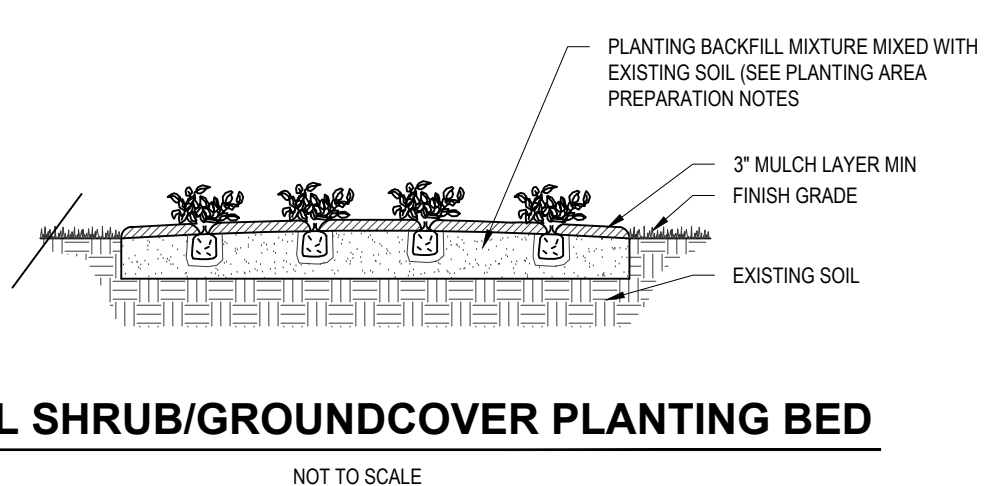 PLANTING BACKFILL MIXTURE MIXED WITH
EXISTING SOIL (SEE PLANTING AREA
PREPARATION NOTES
3" MULCH LAYER MIN
FINISH GRADE
EXISTING SOIL
L SHRUB/GROUNDCOVER PLANTING BED
NOT TO SCALE